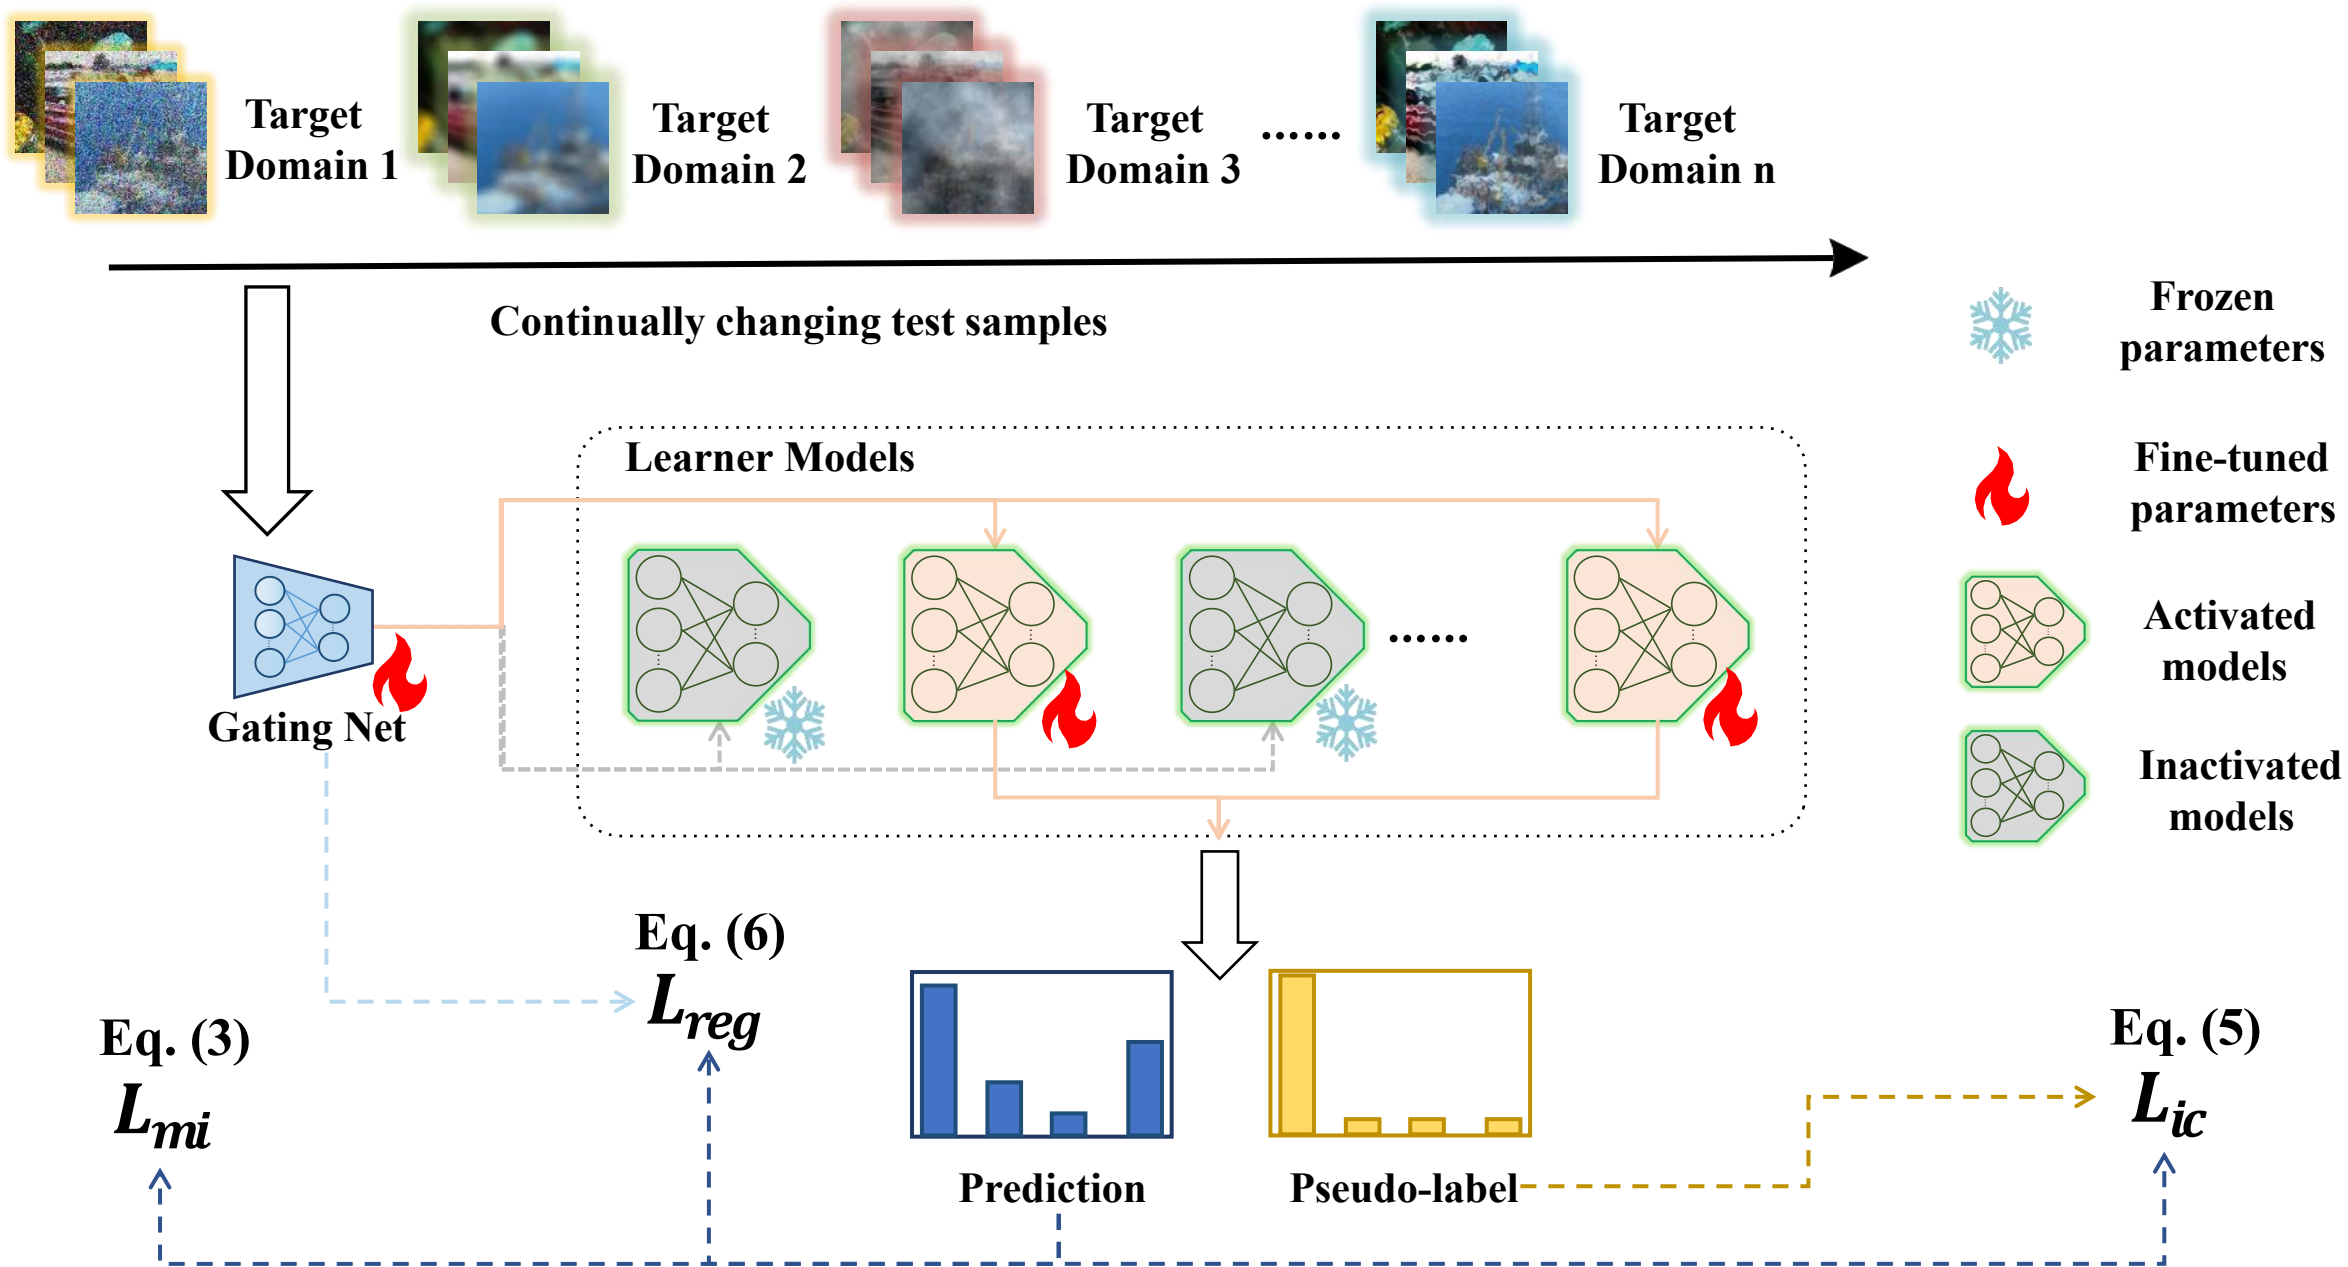 Target
Domain 1
Target
Domain 2
Target
Domain 3
......
Target
Domain n
Continually changing test samples
Frozen
parameters
Fine-tuned
parameters
Activated
models
Inactivated
models
Learner Models
......
Gating Net
Eq. (6)
L_reg
Eq. (3)
L_mi
Eq. (5)
L_ic
Prediction
Pseudo-label